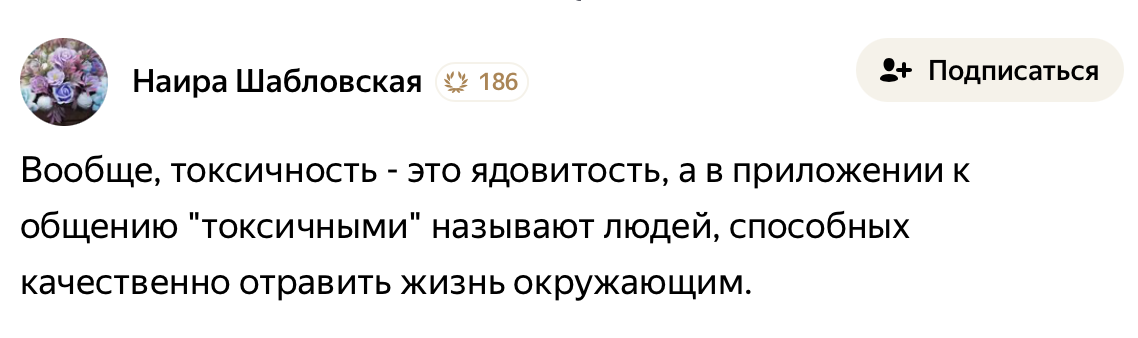 Наира Шабловская 186
Подписаться
Вообще, токсичность - это ядовитость, а в приложении к
общению "токсичными" называют людей, способных
качественно отравить жизнь окружающим.